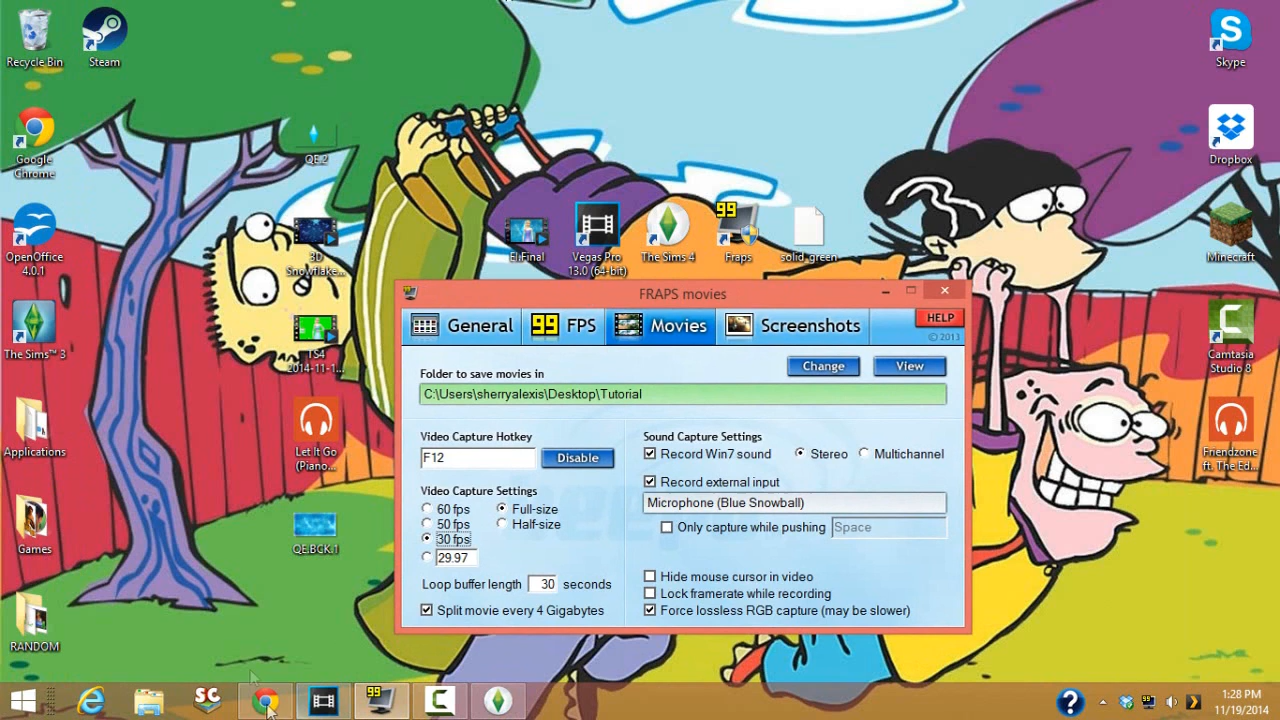 Recycle Bin
Steam
Skype
Google
Chrome
QE.2
Dropbox
OpenOffice
4.0.1
3D
Snowflake...
El.Final
Vegas Pro
13.0 (64-bit)
The Sims 4
99
Fraps
solid_green
Minecraft
The Sims™ 3
TS4
2014-11-1...
Camtasia
Studio 8
Applications
Let It Go
(Piano...
Friendzone
ft. The Ed...
Games
QE.BCK.1
RANDOM
FRAPS movies
General
99 FPS
Movies
Screenshots
HELP
© 2013
Folder to save movies in
Change
View
C:\Users\sherryalexis\Desktop\Tutorial
Video Capture Hotkey
F12
Disable
Video Capture Settings
60 fps
Full-size
50 fps
Half-size
30 fps
29.97
Loop buffer length 30 seconds
Split movie every 4 Gigabytes
Sound Capture Settings
Record Win7 sound
Stereo
Multichannel
Record external input
Microphone (Blue Snowball)
Only capture while pushing
Space
Hide mouse cursor in video
Lock framerate while recording
Force lossless RGB capture (may be slower)
SC
99
1:28 PM
11/19/2014